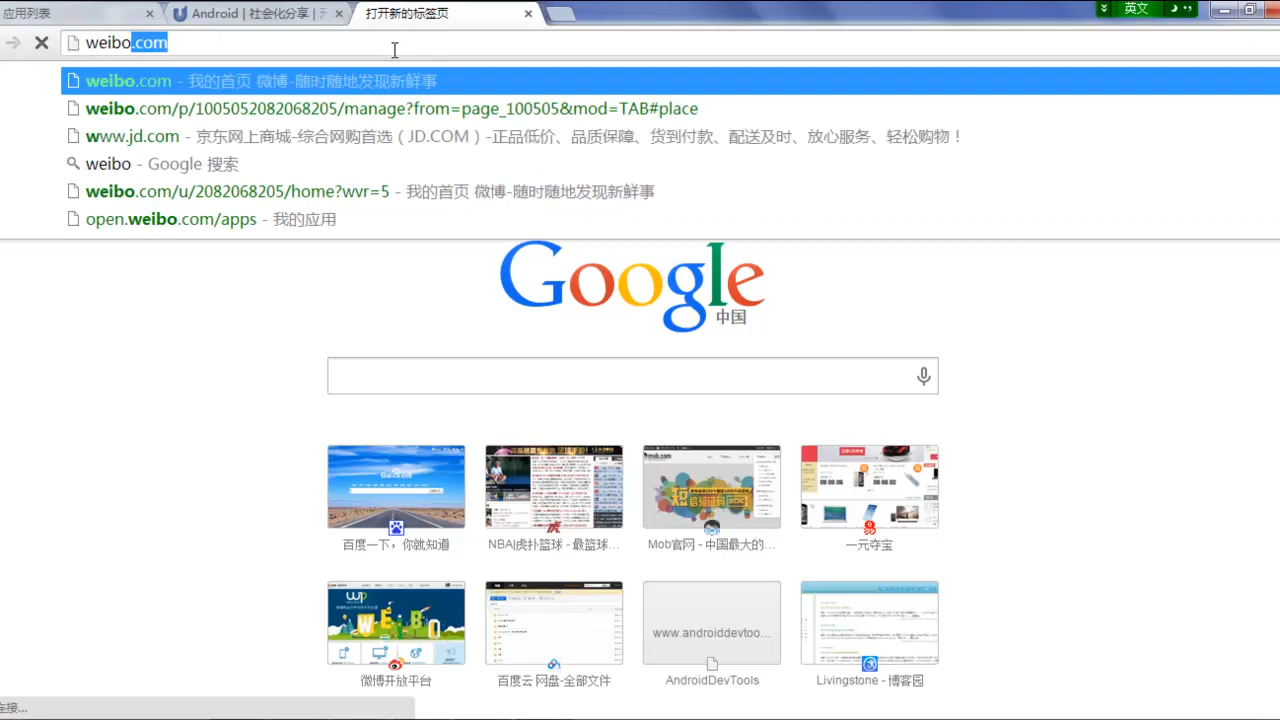 应用列表
Android | 社会化分享 | 开
打开新的标签页
英文
weibo.com
weibo.com - 我的首页 微博-随时随地发现新鲜事
weibo.com/p/1005052082068205/manage?from=page_100505&mod=TAB#place
www.jd.com - 京东网上商城-综合网购首选（JD.COM）-正品低价、品质保障、货到付款、配送及时、放心服务、轻松购物！
weibo - Google 搜索
weibo.com/u/2082068205/home?wvr=5 - 我的首页 微博-随时随地发现新鲜事
open.weibo.com/apps - 我的应用
Google
中国
mob.com
百度一下，你就知道
NBA|虎扑篮球 - 最篮球...
Mob官网 - 中国最大的...
一元夺宝
WEIBO
www.androiddevtoo...
微博开放平台
百度云 网盘-全部文件
AndroidDevTools
Livingstone - 博客园
连接...